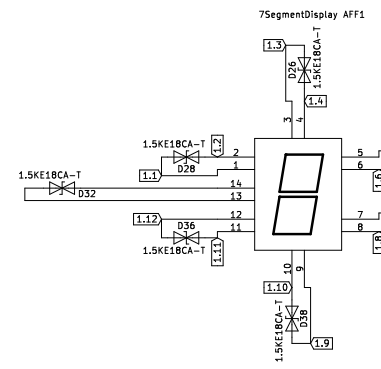 7SegmentDisplay AFF1
1.3
D26
1.5KE18CA-T
1.4
3
4
1.5KE18CA-T
1.2
D28
2
1
1.1
5
6
1.6
1.5KE18CA-T
D32
14
13
1.12
D36
12
11
1.5KE18CA-T
1.11
7
8
1.8
10
9
1.10
D38
1.5KE18CA-T
1.9